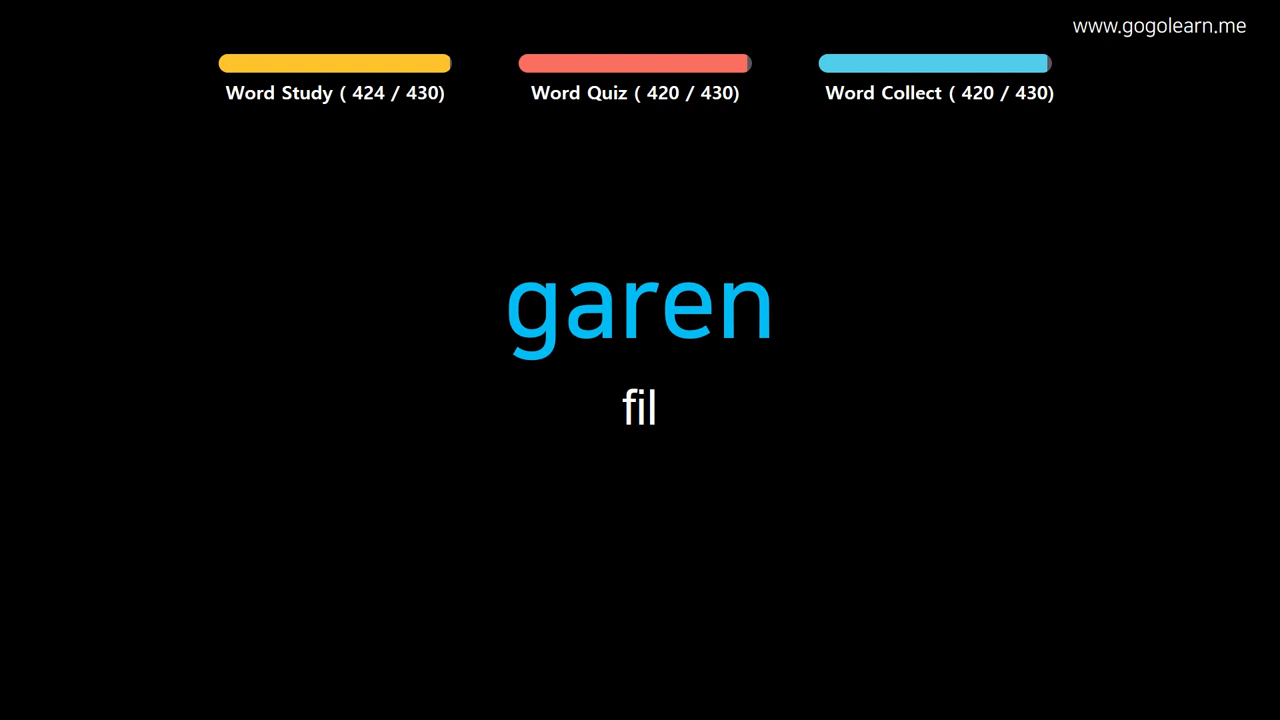 www.gogolearn.me
Word Study ( 424 / 430)
Word Quiz ( 420 / 430)
Word Collect ( 420 / 430)
garen
fil